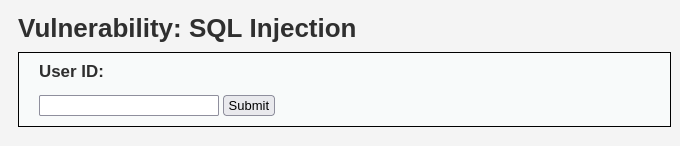 Vulnerability: SQL Injection
User ID:
Submit